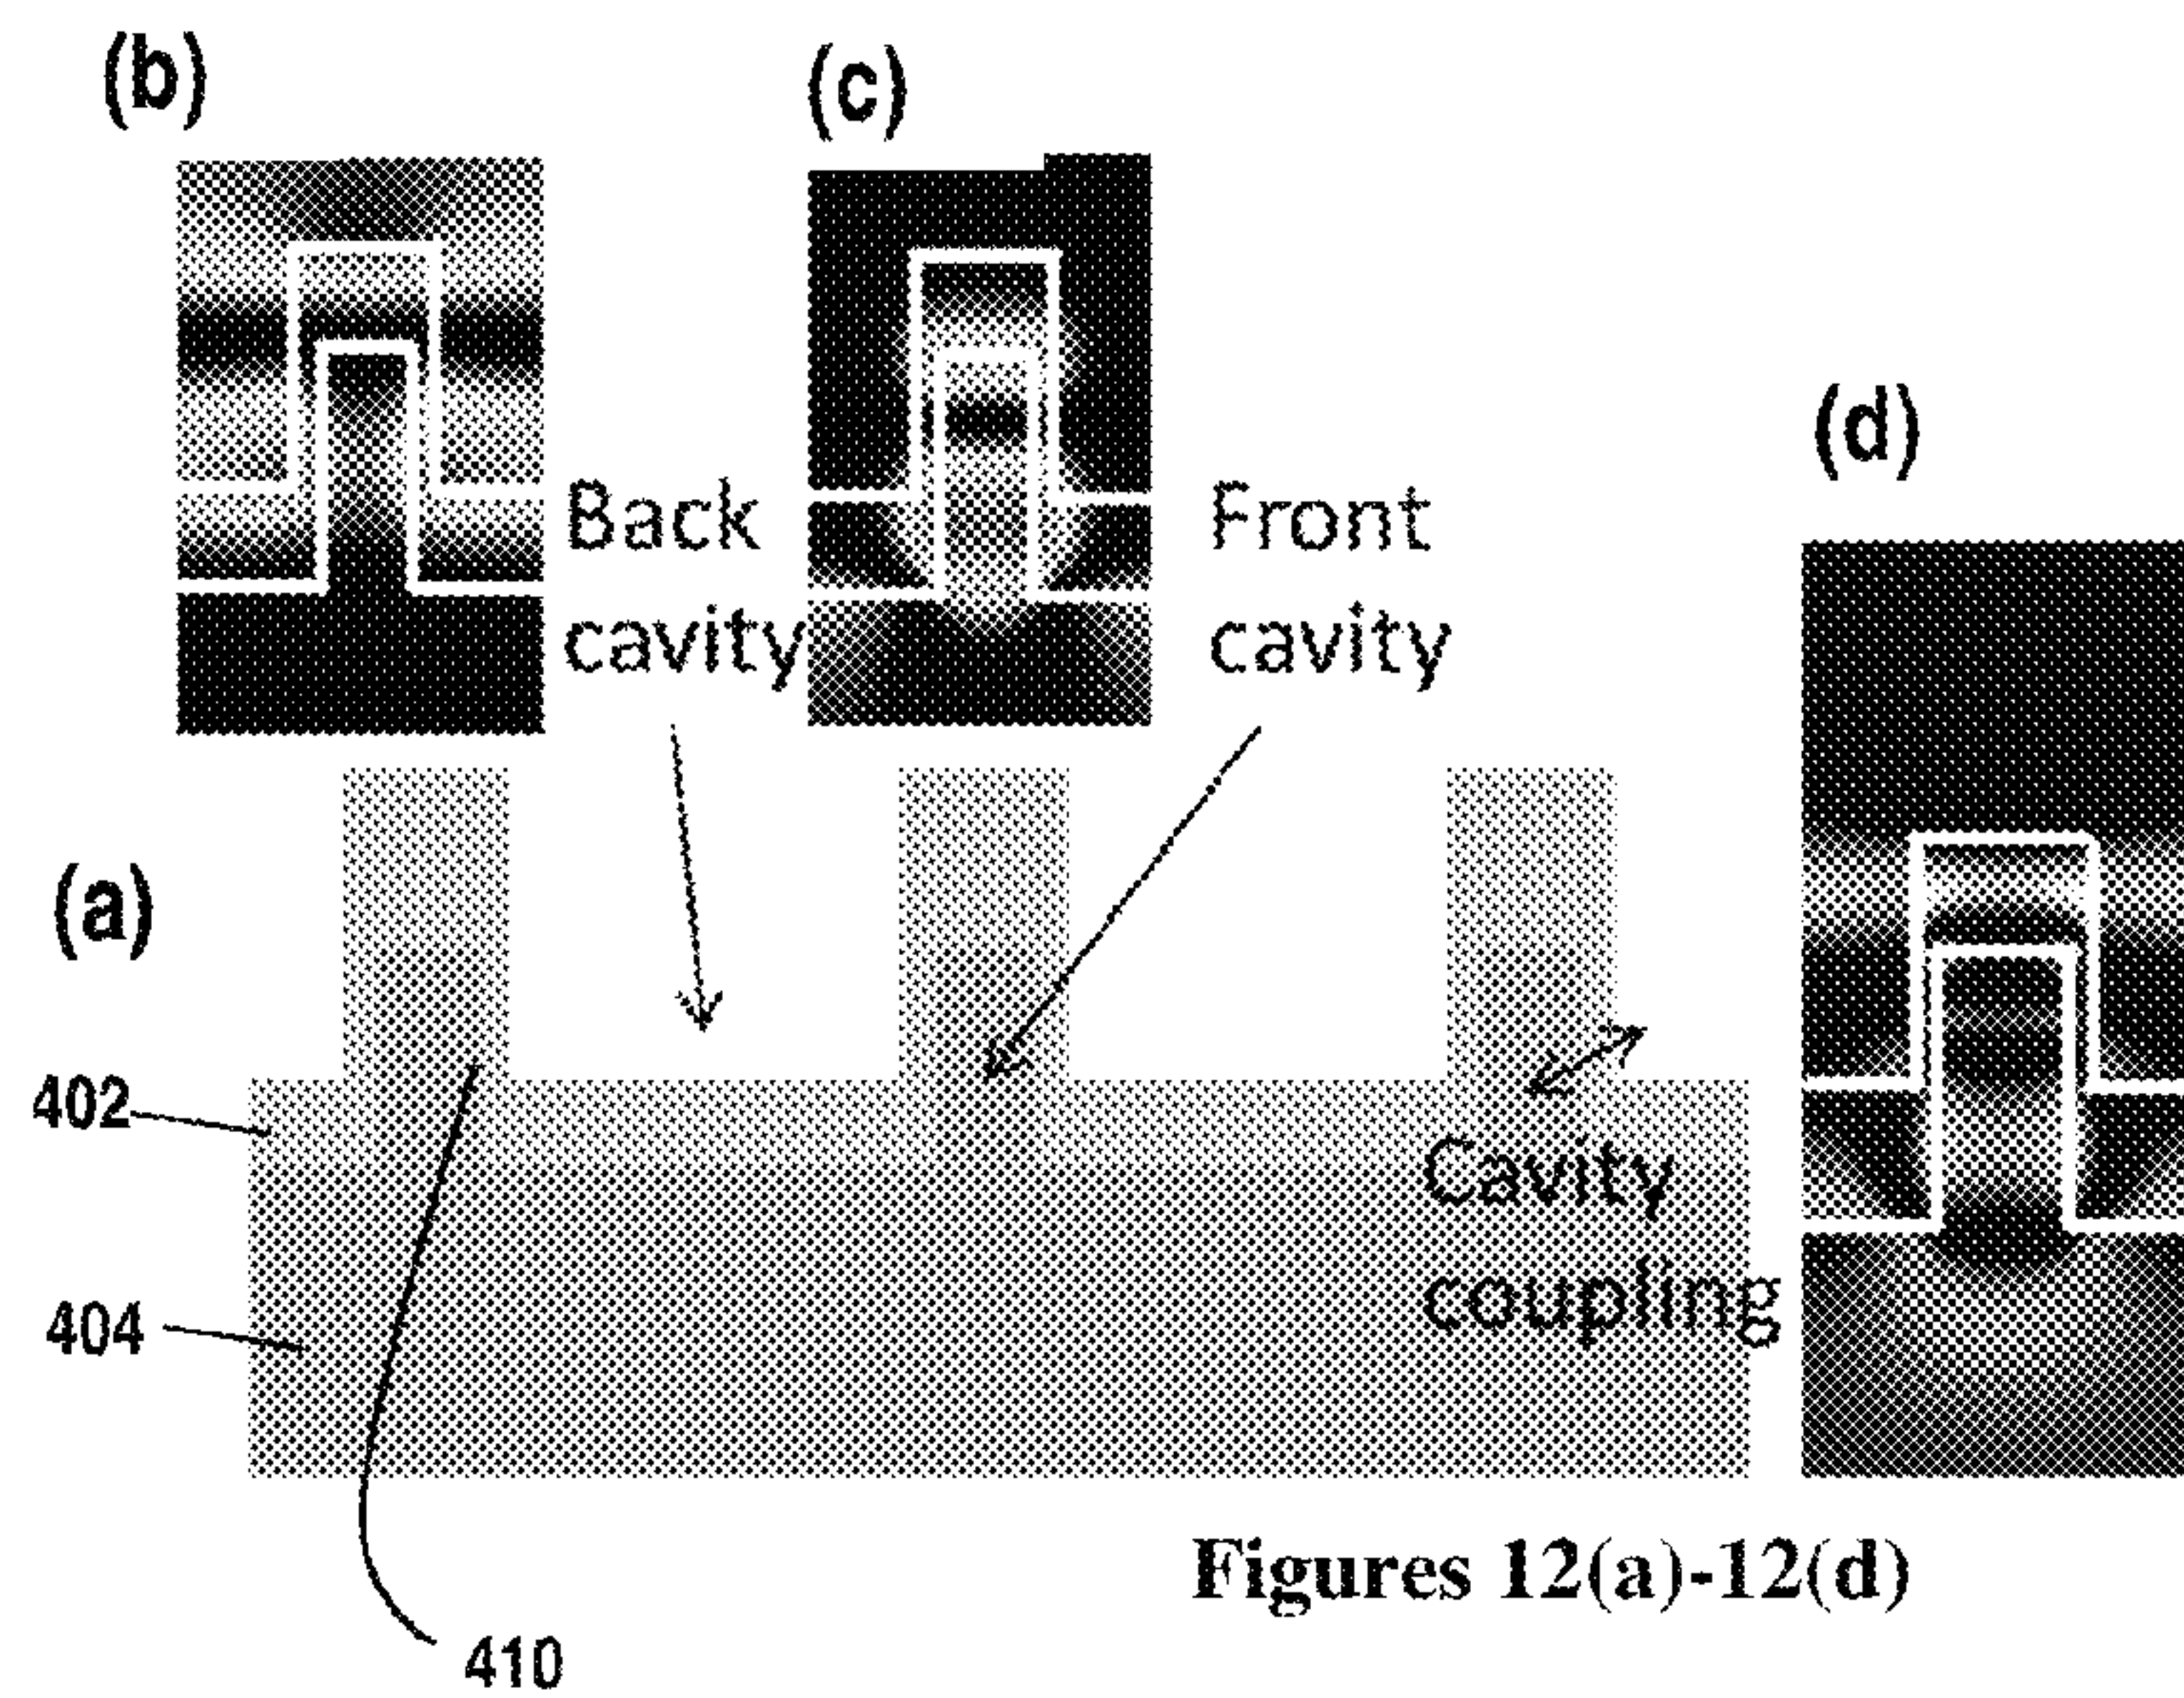 (b)
(c)
(d)
Back
cavity
Front
cavity
(a)
402
Cavity
coupling
404
Figures 12(a)-12(d)
410